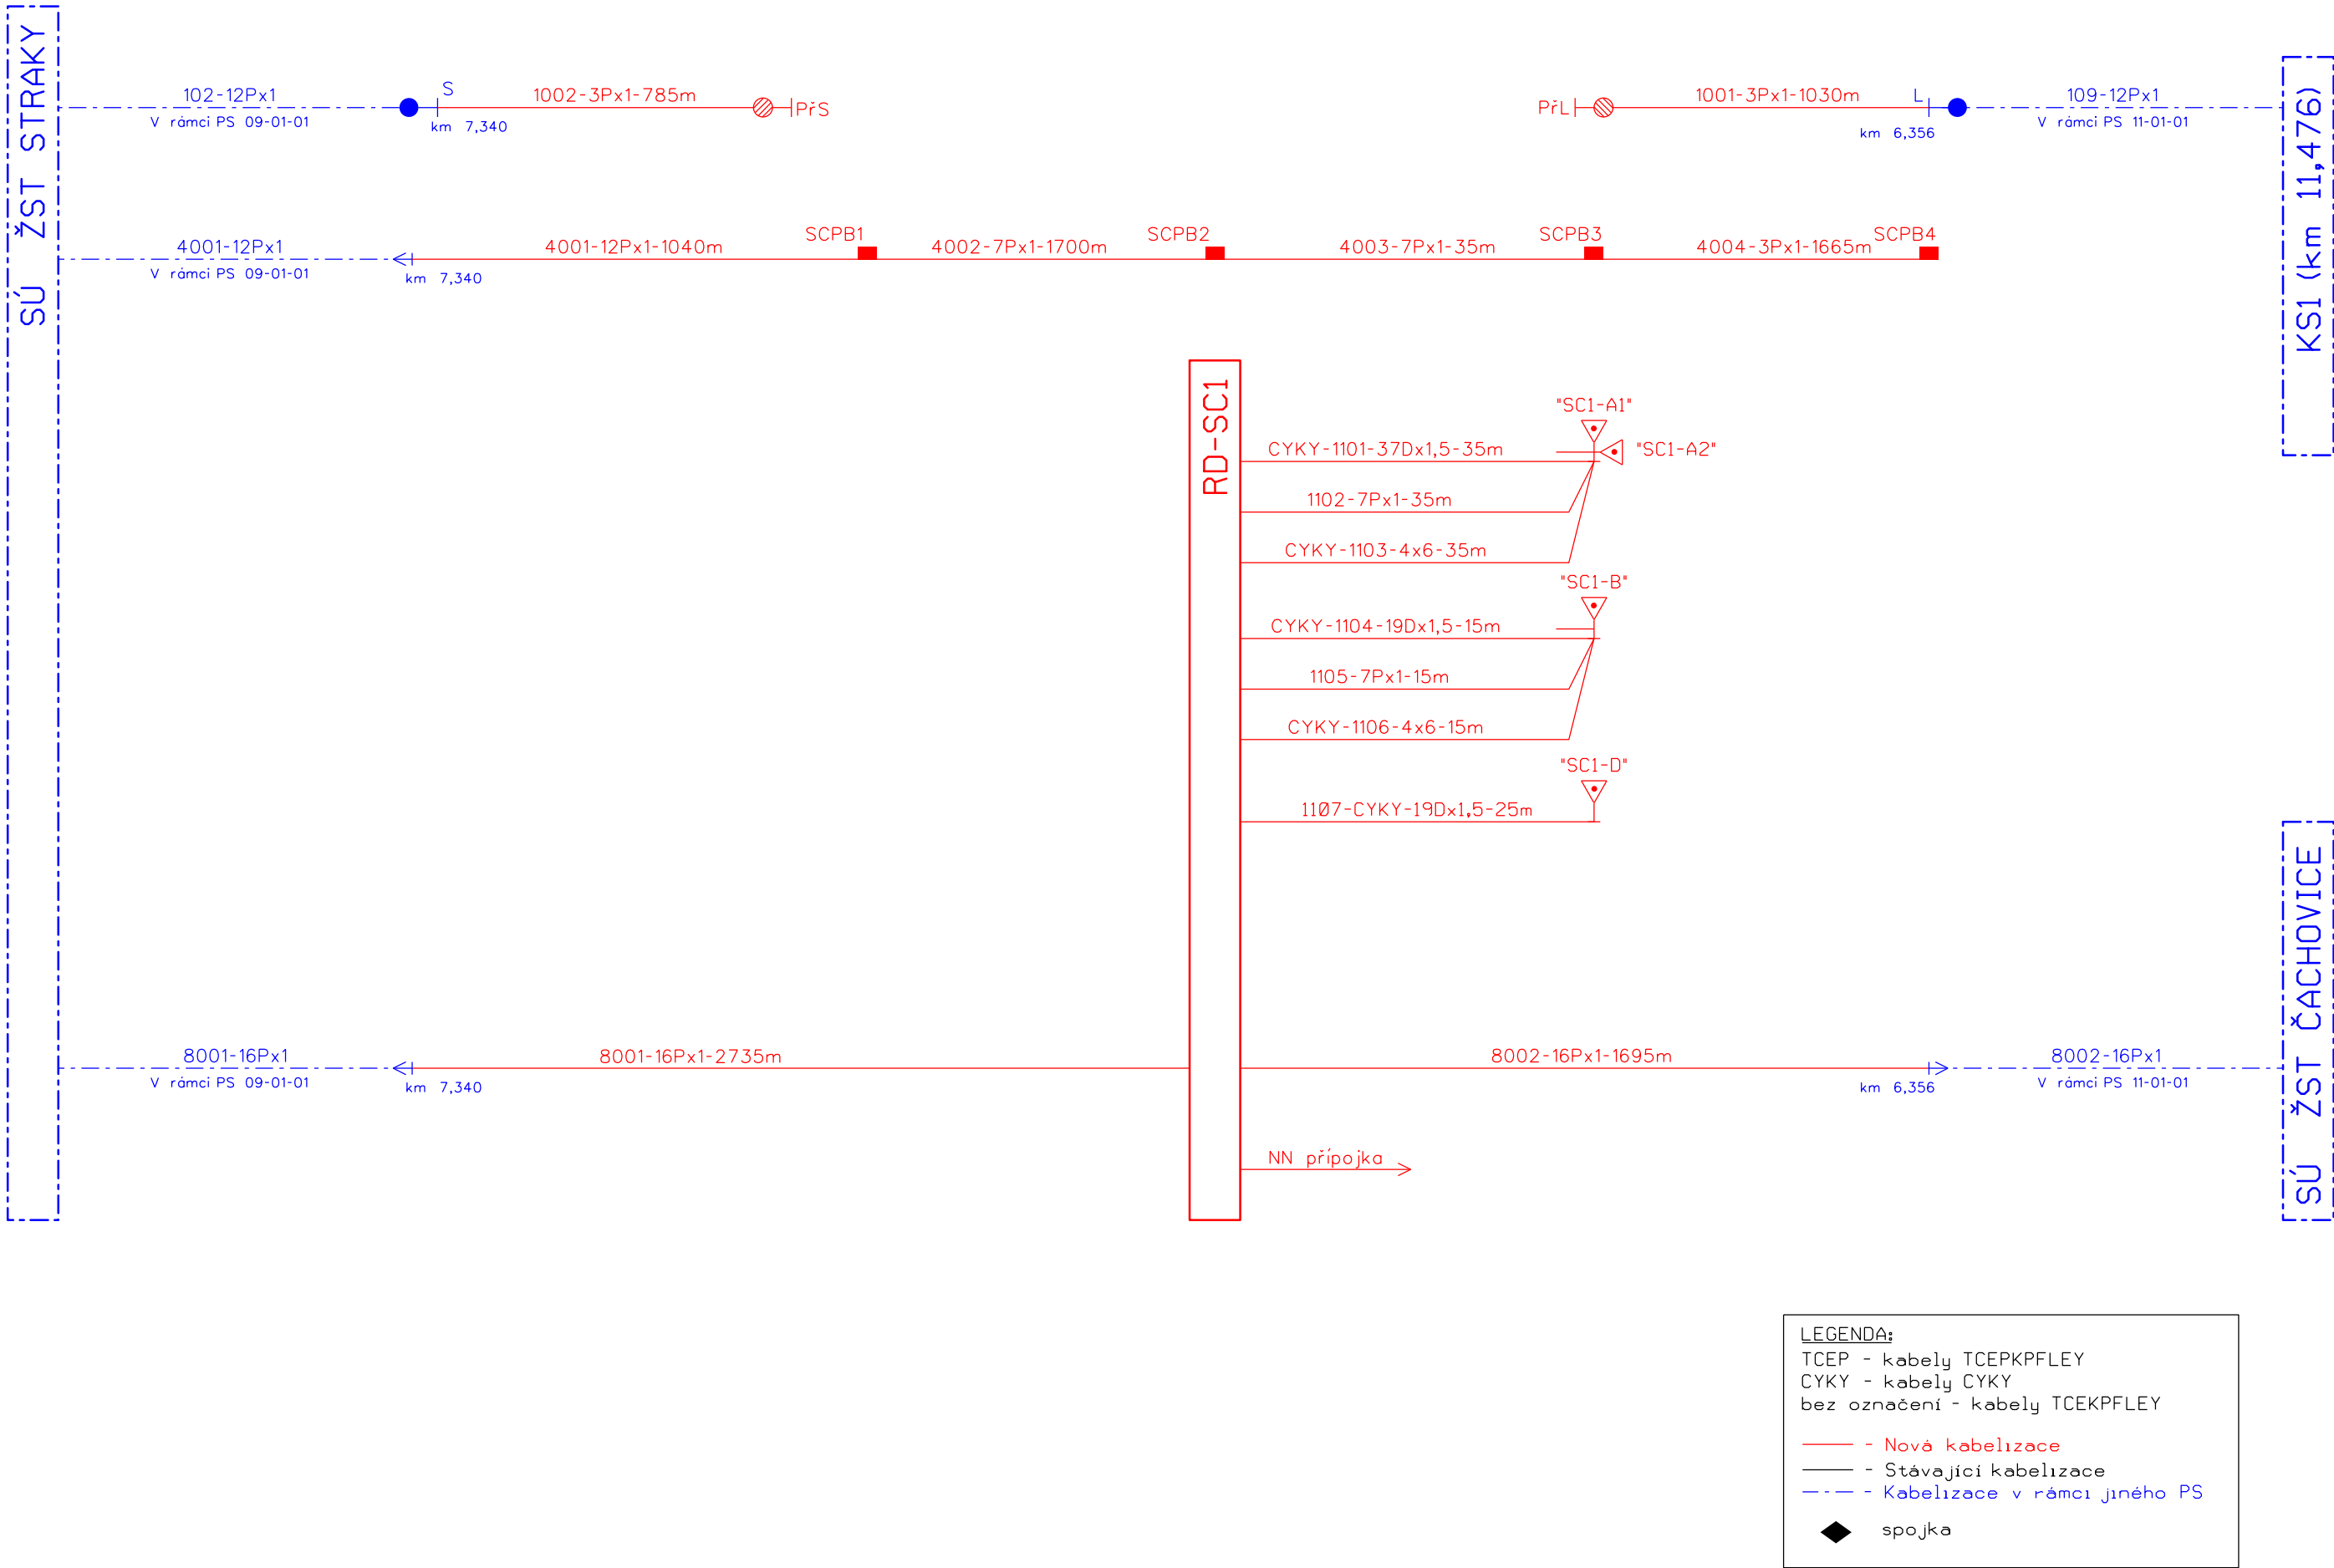 SÚ ŽST STRAKY
102-12Px1
V rámci PS 09-01-01
S
km 7,340
1002-3Px1-785m
PřS
PřL
1001-3Px1-1030m
L
km 6,356
109-12Px1
V rámci PS 11-01-01
KS1 (km 11,476)
4001-12Px1
V rámci PS 09-01-01
km 7,340
4001-12Px1-1040m
SCPB1
4002-7Px1-1700m
SCPB2
4003-7Px1-35m
SCPB3
4004-3Px1-1665m
SCPB4
RD-SC1
"SC1-A1"
CYKY-1101-37Dx1,5-35m
"SC1-A2"
1102-7Px1-35m
CYKY-1103-4x6-35m
"SC1-B"
CYKY-1104-19Dx1,5-15m
1105-7Px1-15m
CYKY-1106-4x6-15m
"SC1-D"
1107-CYKY-19Dx1,5-25m
SÚ ŽST ČACHOVICE
8001-16Px1
V rámci PS 09-01-01
km 7,340
8001-16Px1-2735m
8002-16Px1-1695m
km 6,356
8002-16Px1
V rámci PS 11-01-01
NN přípojka
LEGENDA:
TCEP - kabely TCEPKPFLEY
CYKY - kabely CYKY
bez označení - kabely TCEKPFLEY
- Nová kabelizace
- Stávající kabelizace
- Kabelizace v rámci jiného PS
spojka